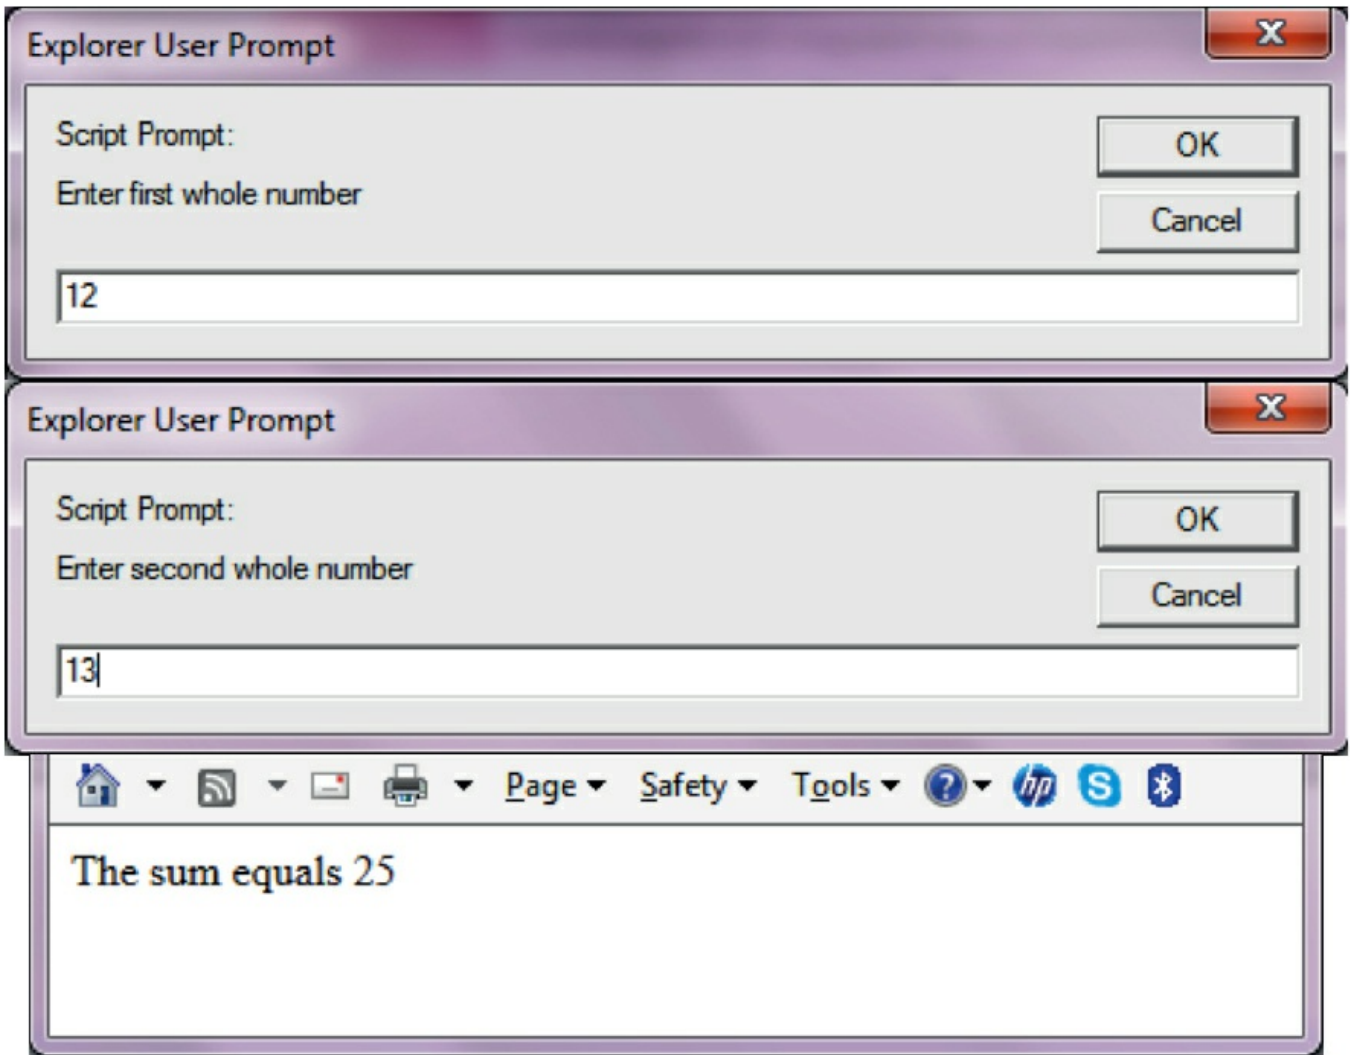 Explorer User Prompt
Script Prompt:
OK
Enter first whole number
Cancel
12
Explorer User Prompt
Script Prompt:
OK
Enter second whole number
Cancel
13
Page Safety Tools ? hp S
The sum equals 25